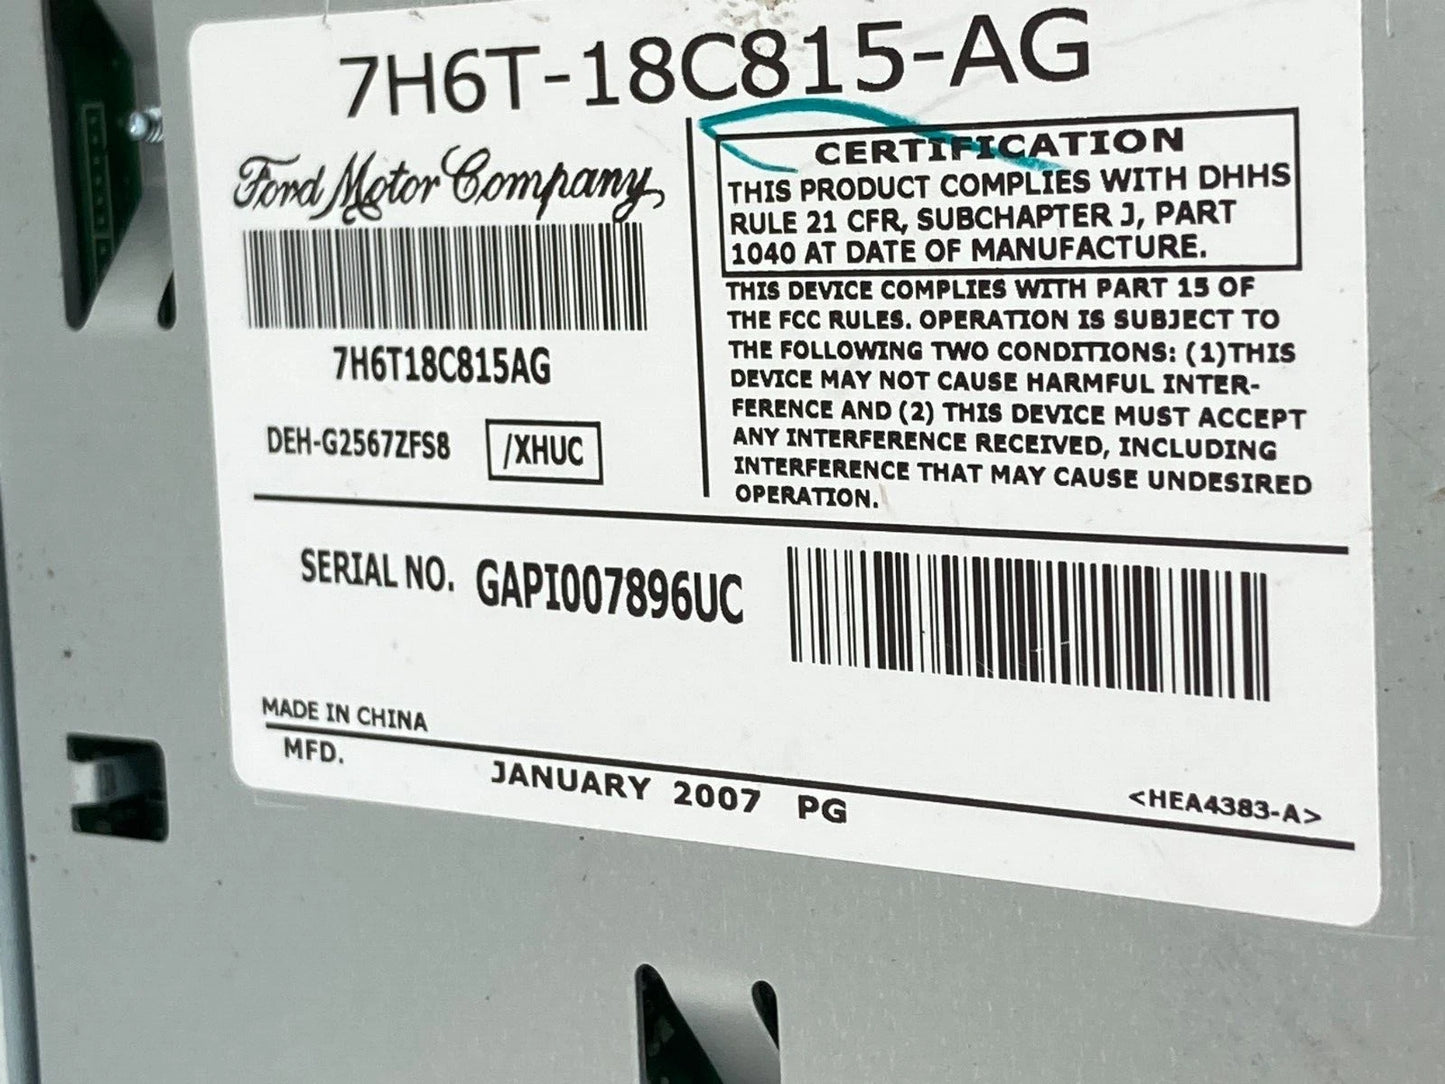 7H6T-18C815-AG
Ford Motor Company
7H6T18C815AG
DEH-G2567ZFS8 /XHUC
CERTIFICATION
THIS PRODUCT COMPLIES WITH DHHS
RULE 21 CFR, SUBCHAPTER J, PART
1040 AT DATE OF MANUFACTURE.
THIS DEVICE COMPLIES WITH PART 15 OF
THE FCC RULES. OPERATION IS SUBJECT TO
THE FOLLOWING TWO CONDITIONS: (1)THIS
DEVICE MAY NOT CAUSE HARMFUL INTER-
FERENCE AND (2) THIS DEVICE MUST ACCEPT
ANY INTERFERENCE RECEIVED, INCLUDING
INTERFERENCE THAT MAY CAUSE UNDESIRED
OPERATION.
SERIAL NO. GAPI007896UC
MADE IN CHINA
MFD. JANUARY 2007 PG <HEA4383-A>